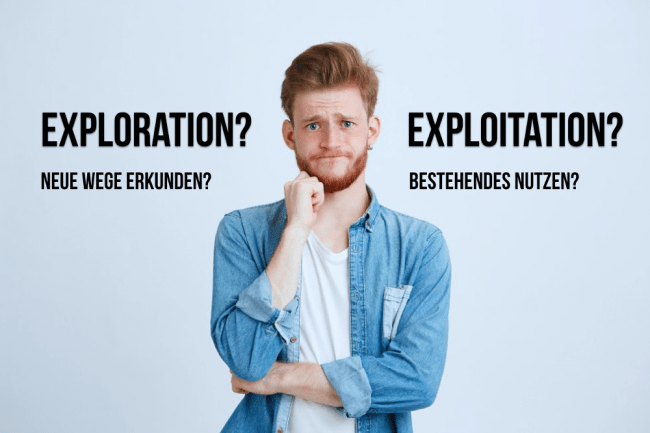 EXPLORATION?
NEUE WEGE ERKUNDEN?
EXPLOITATION?
BESTEHENDES NUTZEN?